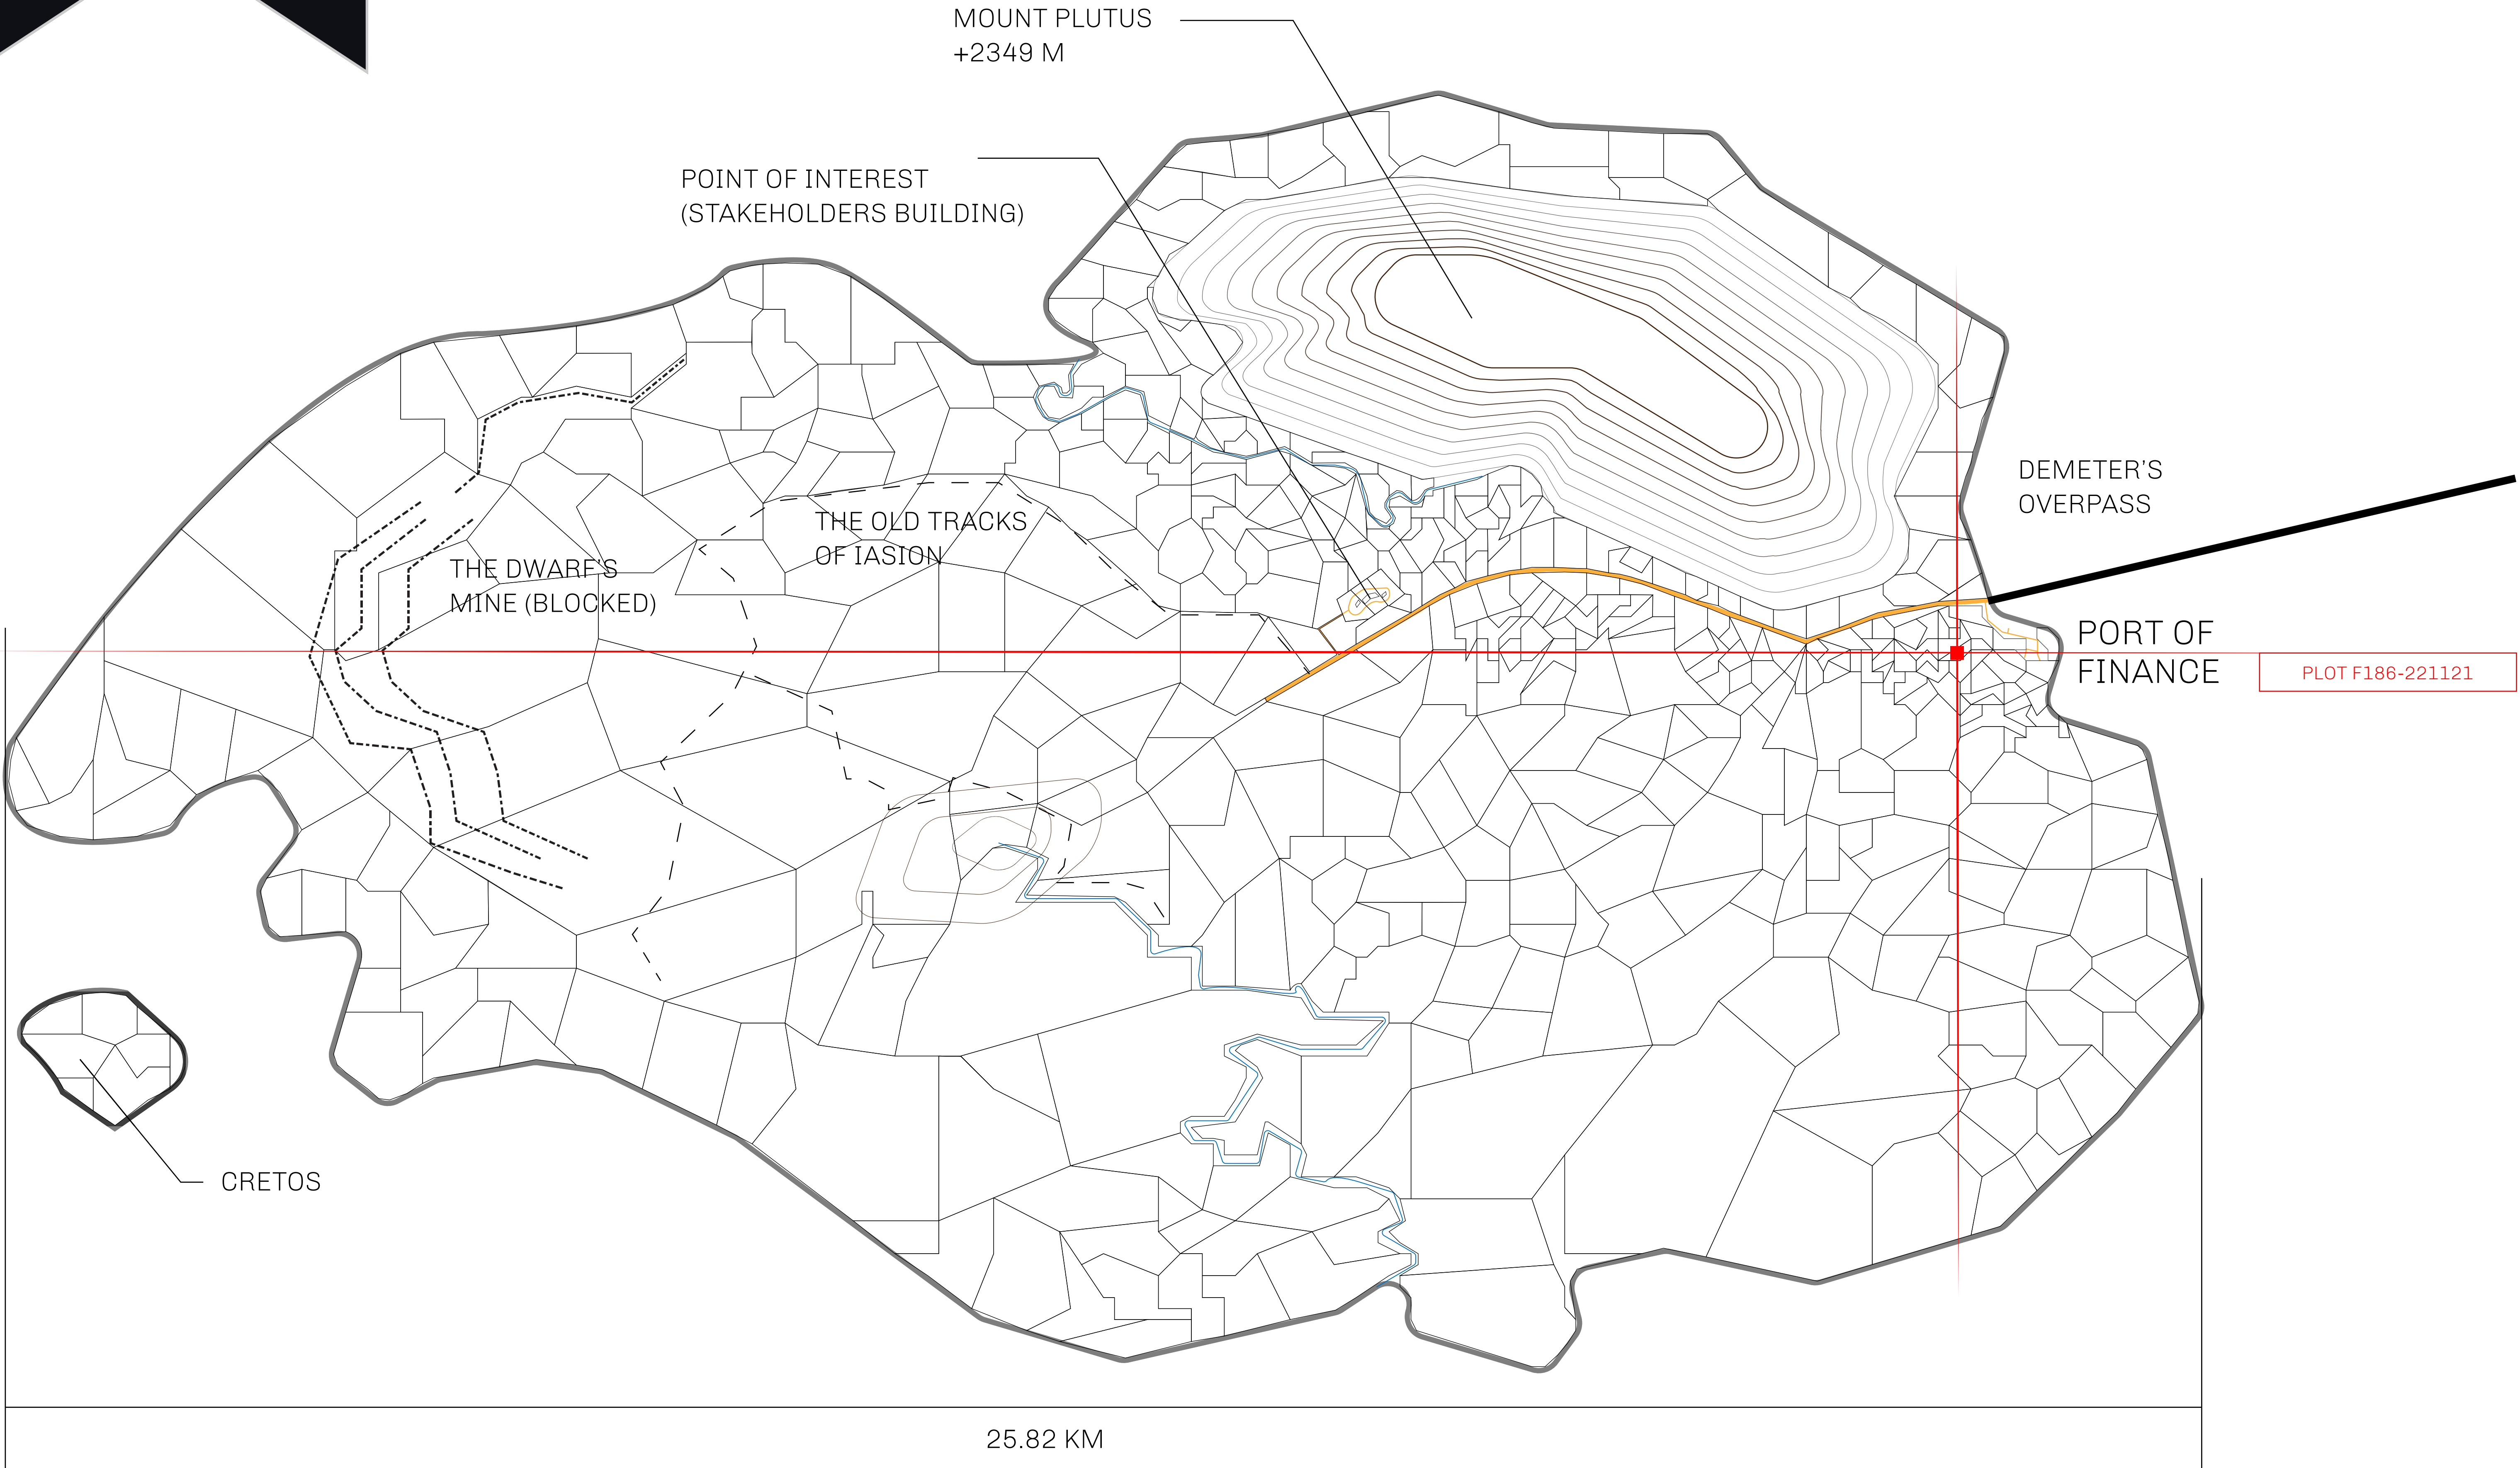 MOUNT PLUTUS
+2349 M
POINT OF INTEREST
(STAKEHOLDERS BUILDING)
DEMETER'S
OVERPASS
THE OLD TRACKS
OF IASION
THE DWARF'S
MINE (BLOCKED)
PORT OF
FINANCE
PLOT F186-221121
CRETOS
25.82 KM